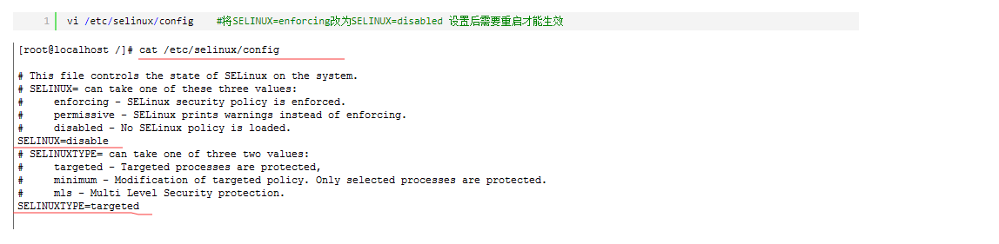 1 vi /etc/selinux/config    #将SELINUX=enforcing改为SELINUX=disabled 设置后需要重启才能生效
[root@localhost /]# cat /etc/selinux/config
# This file controls the state of SELinux on the system.
# SELINUX= can take one of these three values:
#     enforcing - SELinux security policy is enforced.
#     permissive - SELinux prints warnings instead of enforcing.
#     disabled - No SELinux policy is loaded.
SELINUX=disable
# SELINUXTYPE= can take one of three two values:
#     targeted - Targeted processes are protected,
#     minimum - Modification of targeted policy. Only selected processes are protected.
#     mls - Multi Level Security protection.
SELINUXTYPE=targeted